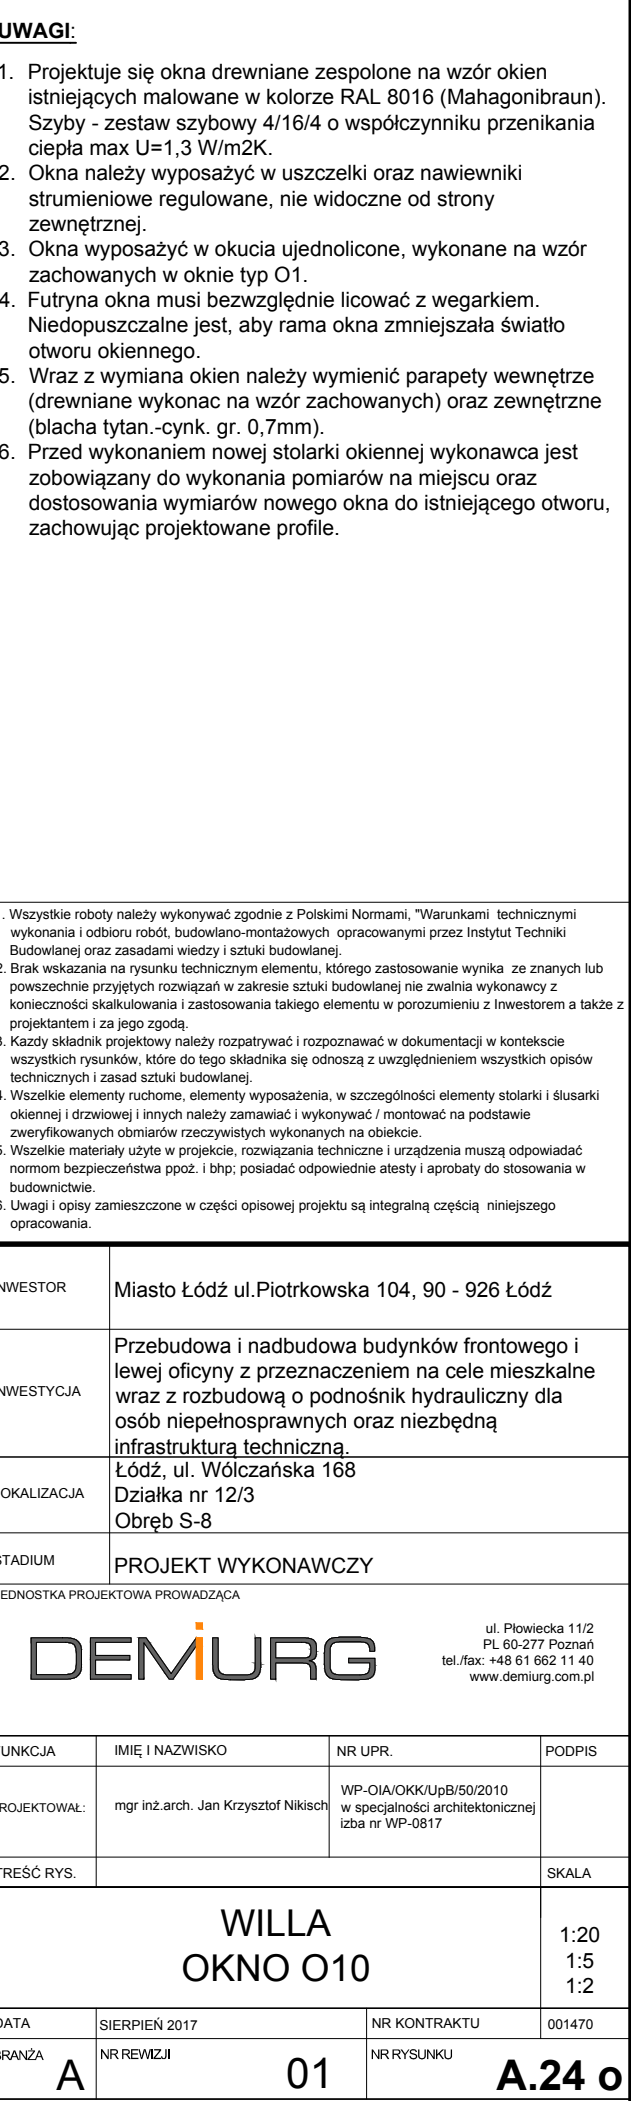 UWAGI:
1. Projektuje się okna drewniane zespolone na wzór okien
istniejących malowane w kolorze RAL 8016 (Mahagonibraun).
Szyby - zestaw szybowy 4/16/4 o współczynniku przenikania
ciepła max U=1,3 W/m2K.
2. Okna należy wyposażyć w uszczelki oraz nawiewniki
strumieniowe regulowane, nie widoczne od strony
zewnętrznej.
3. Okna wyposażyć w okucia ujednolicone, wykonane na wzór
zachowanych w oknie typ O1.
4. Futryna okna musi bezwzględnie licować z wegarkiem.
Niedopuszczalne jest, aby rama okna zmniejszała światło
otworu okiennego.
5. Wraz z wymiana okien należy wymienić parapety wewnętrze
(drewniane wykonac na wzór zachowanych) oraz zewnętrzne
(blacha tytan.-cynk. gr. 0,7mm).
6. Przed wykonaniem nowej stolarki okiennej wykonawca jest
zobowiązany do wykonania pomiarów na miejscu oraz
dostosowania wymiarów nowego okna do istniejącego otworu,
zachowując projektowane profile.
1. Wszystkie roboty należy wykonywać zgodnie z Polskimi Normami, "Warunkami technicznymi
wykonania i odbioru robót, budowlano-montażowych opracowanymi przez Instytut Techniki
Budowlanej oraz zasadami wiedzy i sztuki budowlanej.
2. Brak wskazania na rysunku technicznym elementu, którego zastosowanie wynika ze znanych lub
powszechnie przyjętych rozwiązań w zakresie sztuki budowlanej nie zwalnia wykonawcy z
konieczności skalkulowania i zastosowania takiego elementu w porozumieniu z Inwestorem a także z
projektantem i za jego zgodą.
3. Kazdy składnik projektowy należy rozpatrywać i rozpoznawać w dokumentacji w kontekscie
wszystkich rysunków, które do tego składnika się odnoszą z uwzględnieniem wszystkich opisów
technicznych i zasad sztuki budowlanej.
4. Wszelkie elementy ruchome, elementy wyposażenia, w szczególności elementy stolarki i ślusarki
okiennej i drzwiowej i innych należy zamawiać i wykonywać / montować na podstawie
zweryfikowanych obmiarów rzeczywistych wykonanych na obiekcie.
5. Wszelkie materiały użyte w projekcie, rozwiązania techniczne i urządzenia muszą odpowiadać
normom bezpieczeństwa ppoż. i bhp; posiadać odpowiednie atesty i aprobaty do stosowania w
budownictwie.
6. Uwagi i opisy zamieszczone w części opisowej projektu są integralną częścią niniejszego
opracowania.
INWESTOR
Miasto Łódź ul.Piotrkowska 104, 90 - 926 Łódź
INWESTYCJA
Przebudowa i nadbudowa budynków frontowego i
lewej oficyny z przeznaczeniem na cele mieszkalne
wraz z rozbudową o podnośnik hydrauliczny dla
osób niepełnosprawnych oraz niezbędną
infrastrukturą techniczną.
LOKALIZACJA
Łódź, ul. Wólczańska 168
Działka nr 12/3
Obręb S-8
STADIUM
PROJEKT WYKONAWCZY
JEDNOSTKA PROJEKTOWA PROWADZĄCA
DEMIURG
ul. Płowiecka 11/2
PL 60-277 Poznań
tel./fax: +48 61 662 11 40
www.demiurg.com.pl
FUNKCJA IMIĘ I NAZWISKO NR UPR. PODPIS
PROJEKTOWAŁ: mgr inż.arch. Jan Krzysztof Nikisch
WP-OIA/OKK/UpB/50/2010
w specjalności architektonicznej
izba nr WP-0817
TREŚĆ RYS. SKALA
WILLA
OKNO O10
1:20
1:5
1:2
DATA SIERPIEŃ 2017 NR KONTRAKTU 001470
BRANŻA A NR REWIZJI 01 NR RYSUNKU A.24 o